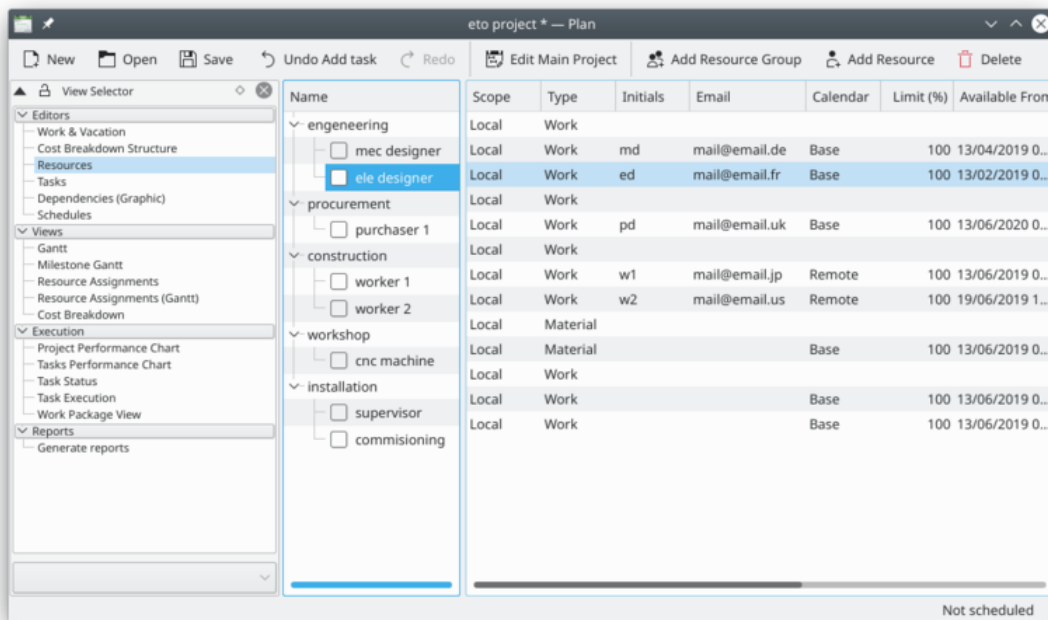 eto project * — Plan
New Open Save Undo Add task Redo Edit Main Project Add Resource Group Add Resource Delete
View Selector
Editors
Work & Vacation
Cost Breakdown Structure
Resources
Tasks
Dependencies (Graphic)
Schedules
Views
Gantt
Milestone Gantt
Resource Assignments
Resource Assignments (Gantt)
Cost Breakdown
Execution
Project Performance Chart
Tasks Performance Chart
Task Status
Task Execution
Work Package View
Reports
Generate reports
Name
engeneering
mec designer
ele designer
procurement
purchaser 1
construction
worker 1
worker 2
workshop
cnc machine
installation
supervisor
commisioning
Scope Type Initials Email Calendar Limit (%) Available From
Local Work
Local Work md mail@email.de Base 100 13/04/2019 0...
Local Work ed mail@email.fr Base 100 13/02/2019 0...
Local Work
Local Work pd mail@email.uk Base 100 13/06/2020 0...
Local Work
Local Work w1 mail@email.jp Remote 100 13/06/2019 0...
Local Work w2 mail@email.us Remote 100 19/06/2019 1...
Local Material
Local Material Base 100 13/06/2019 0...
Local Work
Local Work Base 100 13/06/2019 0...
Local Work Base 100 13/06/2019 0...
Not scheduled